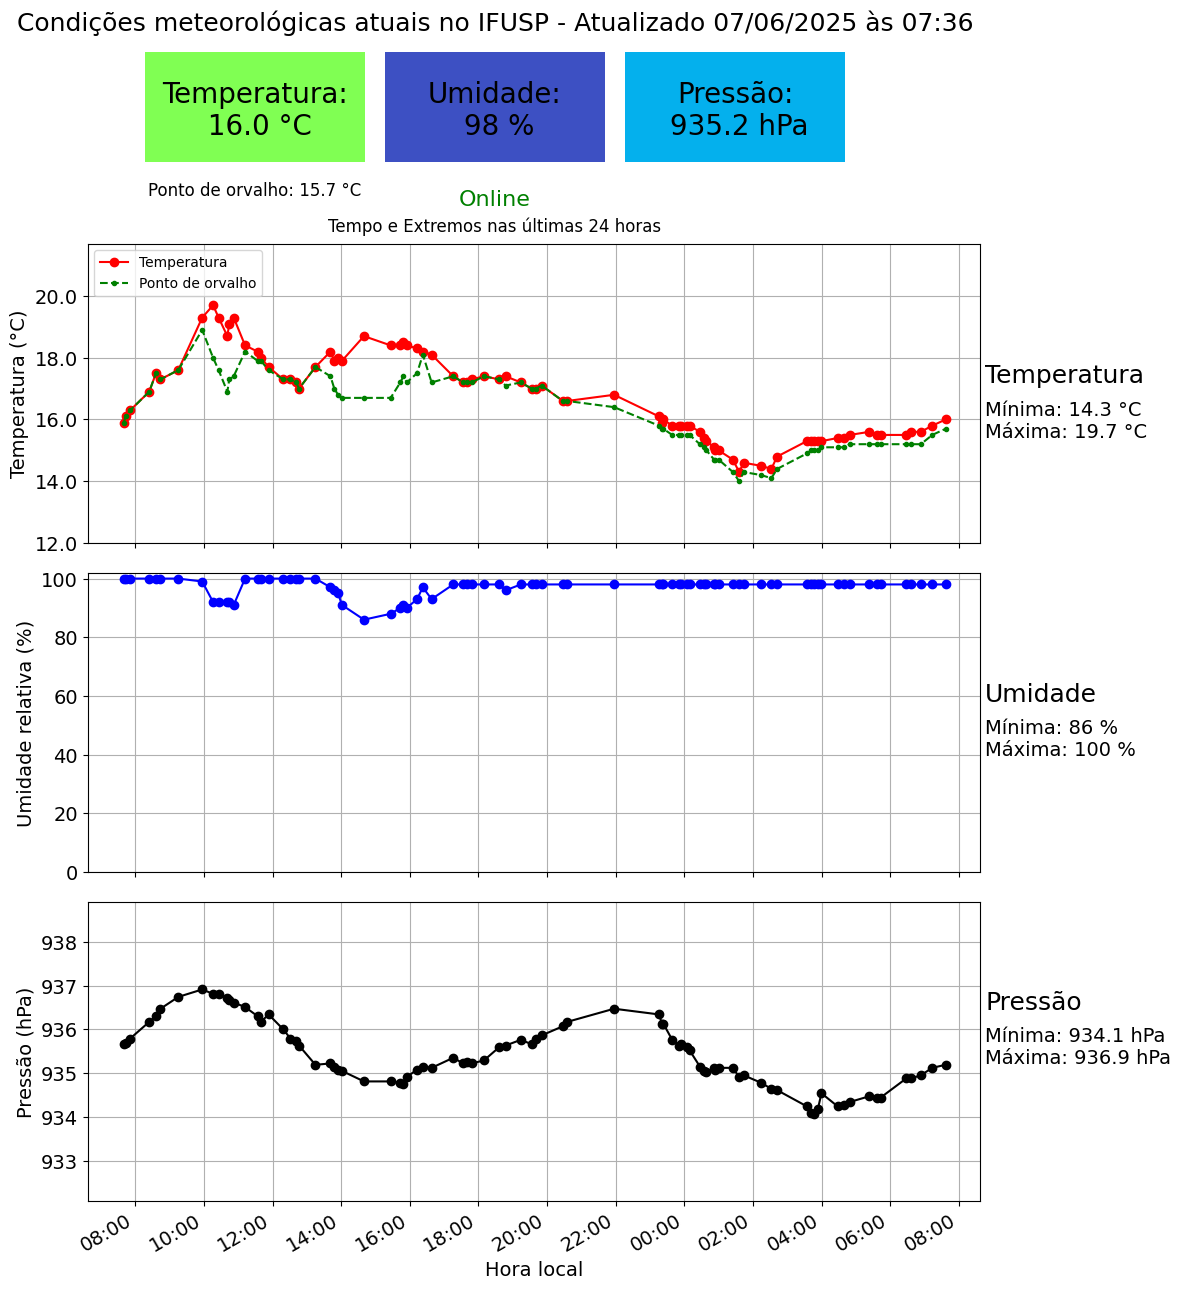 Condições meteorológicas atuais no IFUSP - Atualizado 07/06/2025 às 07:36
Temperatura:
16.0 °C
Umidade:
98 %
Pressão:
935.2 hPa
Ponto de orvalho: 15.7 °C
Online
Tempo e Extremos nas últimas 24 horas
Temperatura
Ponto de orvalho
Temperatura (°C)
20.0
18.0
16.0
14.0
12.0
Temperatura
Mínima: 14.3 °C
Máxima: 19.7 °C
Umidade relativa (%)
100
80
60
40
20
0
Umidade
Mínima: 86 %
Máxima: 100 %
Pressão (hPa)
938
937
936
935
934
933
Pressão
Mínima: 934.1 hPa
Máxima: 936.9 hPa
08:00
10:00
12:00
14:00
16:00
18:00
20:00
22:00
00:00
02:00
04:00
06:00
08:00
Hora local